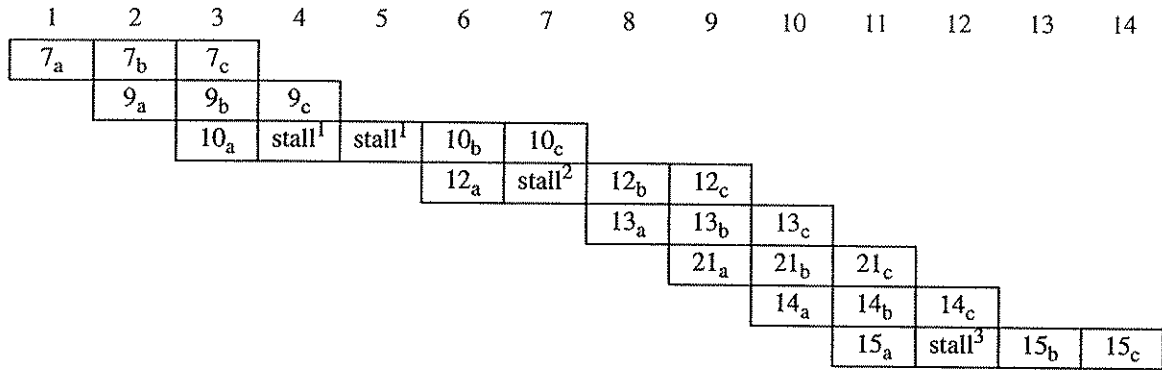 1 2 3 4 5 6 7 8 9 10 11 12 13 14
7a 7b 7c
9a 9b 9c
10a stall1 stall1 10b 10c
12a stall2 12b 12c
13a 13b 13c
21a 21b 21c
14a 14b 14c
15a stall3 15b 15c